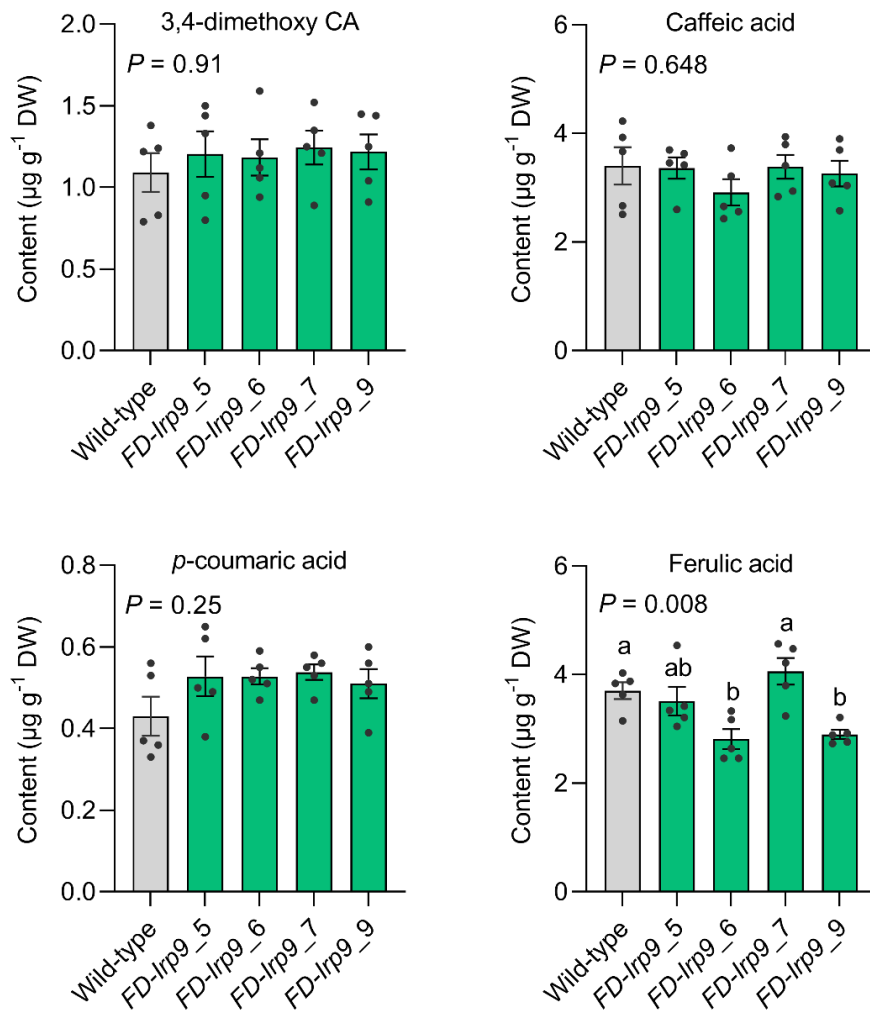 3,4-dimethoxy CA
P = 0.91
Content (µg g⁻¹ DW)
2.0
1.5
1.0
0.5
0.0
Wild-type
FD-lrp9_5
FD-lrp9_6
FD-lrp9_7
FD-lrp9_9
Caffeic acid
P = 0.648
Content (µg g⁻¹ DW)
6
4
2
0
Wild-type
FD-lrp9_5
FD-lrp9_6
FD-lrp9_7
FD-lrp9_9
p-coumaric acid
P = 0.25
Content (µg g⁻¹ DW)
0.8
0.6
0.4
0.2
0.0
Wild-type
FD-lrp9_5
FD-lrp9_6
FD-lrp9_7
FD-lrp9_9
Ferulic acid
P = 0.008
Content (µg g⁻¹ DW)
6
4
2
0
a
ab
b
a
b
Wild-type
FD-lrp9_5
FD-lrp9_6
FD-lrp9_7
FD-lrp9_9